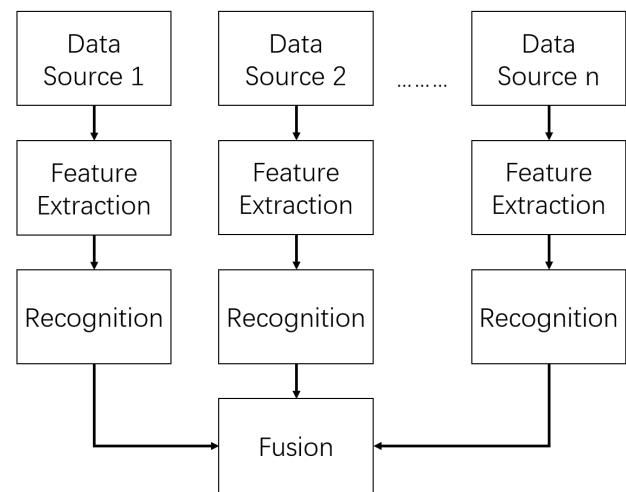 Data
Source 1
Data
Source 2
………
Data
Source n
Feature
Extraction
Feature
Extraction
Feature
Extraction
Recognition
Recognition
Recognition
Fusion